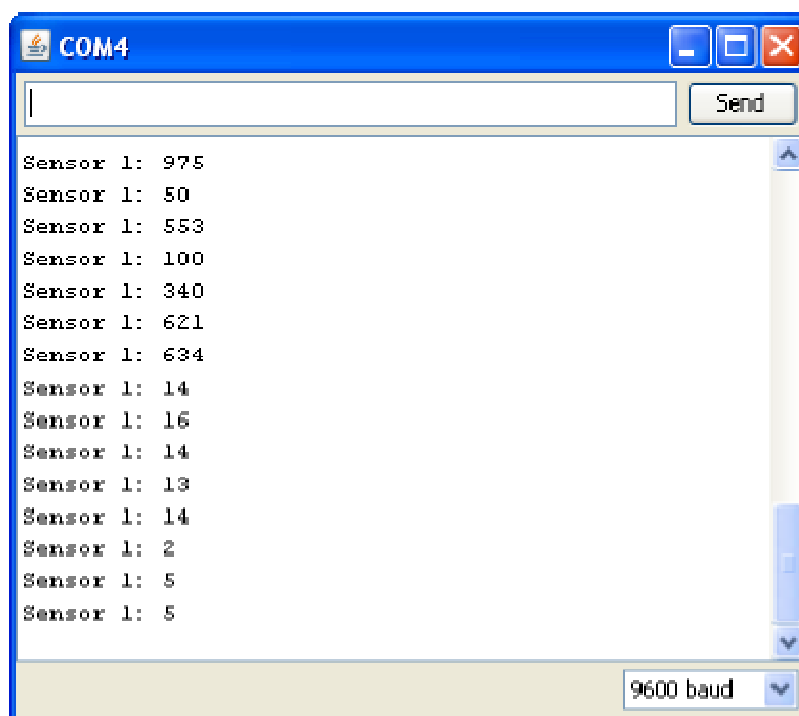 COM4
Send
Sensor 1: 975
Sensor 1: 50
Sensor 1: 553
Sensor 1: 100
Sensor 1: 340
Sensor 1: 621
Sensor 1: 634
Sensor 1: 14
Sensor 1: 16
Sensor 1: 14
Sensor 1: 13
Sensor 1: 14
Sensor 1: 2
Sensor 1: 5
Sensor 1: 5
9600 baud